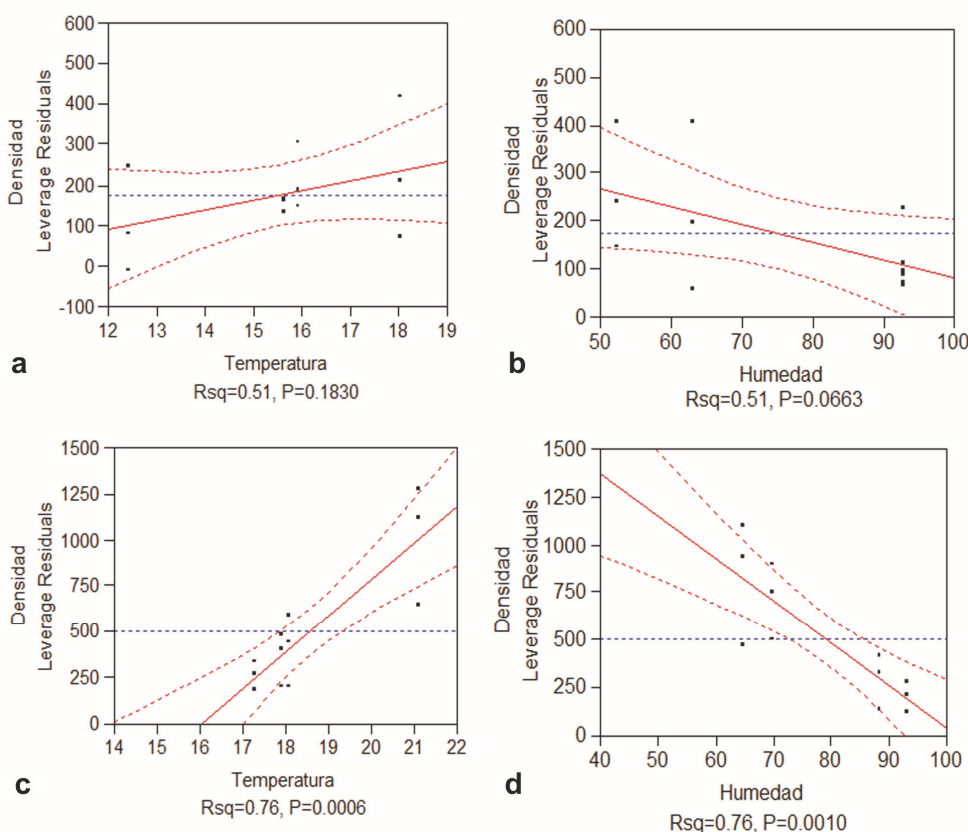 600
500
400
300
200
100
0
-100
Densidad
Leverage Residuals
12 13 14 15 16 17 18 19
a
Temperatura
Rsq=0.51, P=0.1830
600
500
400
300
200
100
0
Densidad
Leverage Residuals
50 60 70 80 90 100
b
Humedad
Rsq=0.51, P=0.0663
1500
1250
1000
750
500
250
0
Densidad
Leverage Residuals
14 15 16 17 18 19 20 21 22
c
Temperatura
Rsq=0.76, P=0.0006
1500
1250
1000
750
500
250
0
Densidad
Leverage Residuals
40 50 60 70 80 90 100
d
Humedad
Rsq=0.76, P=0.0010